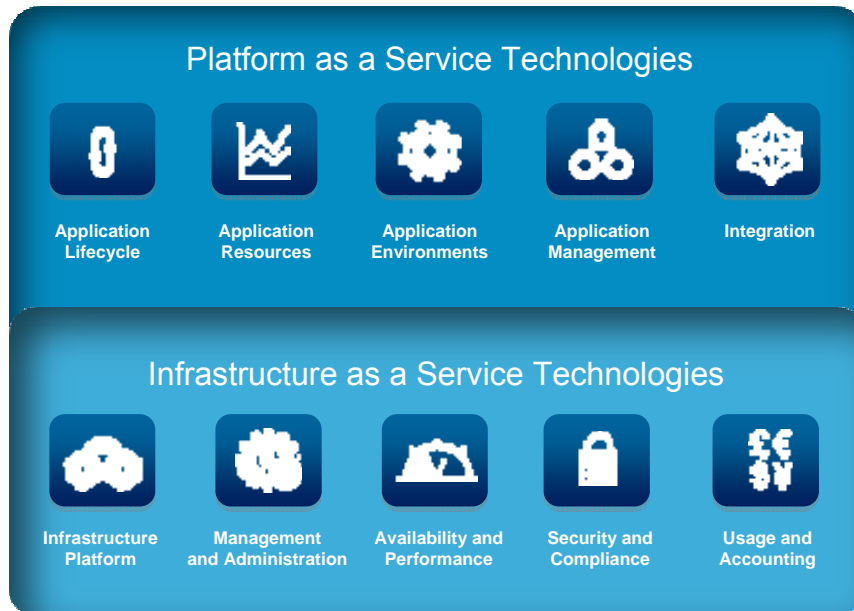 Platform as a Service Technologies
Application
Lifecycle
Application
Resources
Application
Environments
Application
Management
Integration
Infrastructure as a Service Technologies
£€
$¥
Infrastructure
Platform
Management
and Administration
Availability and
Performance
Security and
Compliance
Usage and
Accounting